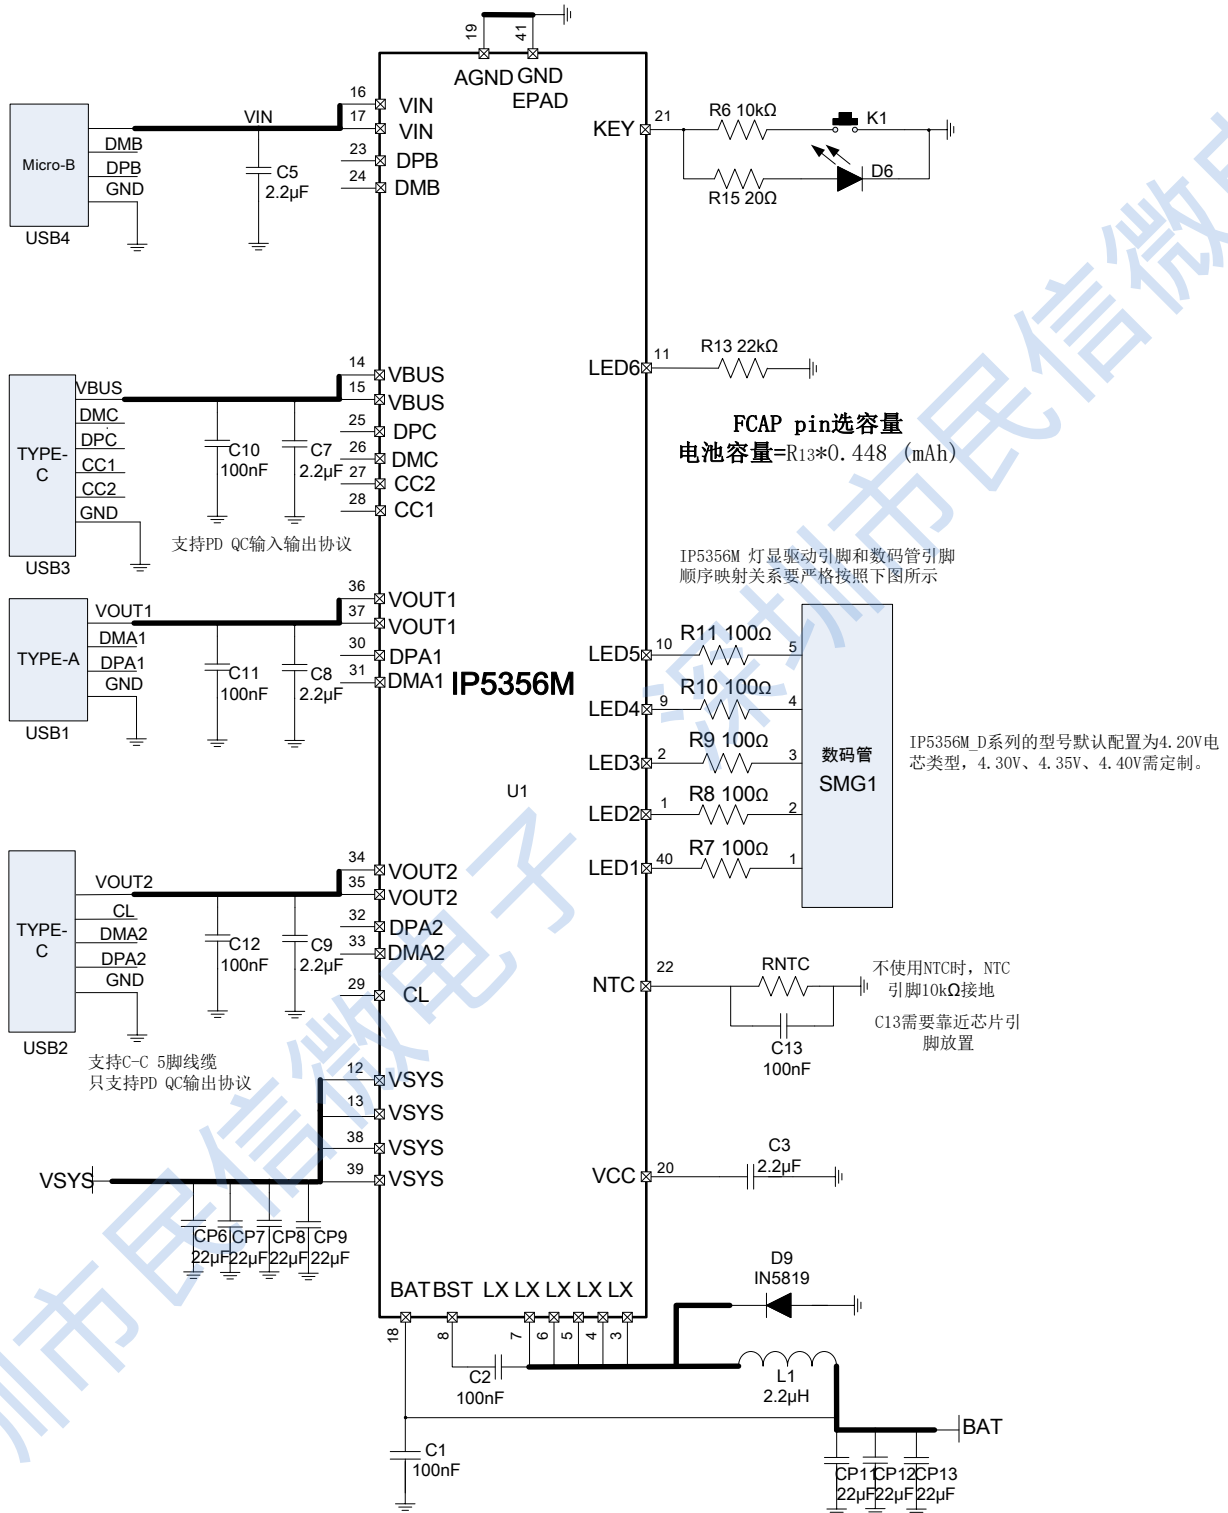 19
41
AGND GND
EPAD
16
VIN
VIN
17
VIN
DMB
23
DPB
Micro-B
DPB
C5
2.2μF
24
DMB
GND
USB4
21
KEY
R6 10kΩ
K1
D6
R15 20Ω
11
LED6
R13 22kΩ
FCAP pin选容量
电池容量=R13*0.448 (mAh)
14
VBUS
VBUS
15
VBUS
DMC
25
DPC
DPC
C10
100nF
C7
2.2μF
26
DMC
TYPE-
C
CC1
27
CC2
CC2
28
CC1
GND
支持PD QC输入输出协议
USB3
IP5356M 灯显驱动引脚和数码管引脚
顺序映射关系要严格按照下图所示
36
VOUT1
VOUT1
37
VOUT1
DMA1
30
DPA1
TYPE-A
DPA1
C11
100nF
C8
2.2μF
31
DMA1
GND
USB1
IP5356M
U1
LED5
10
R11 100Ω
5
LED4
9
R10 100Ω
4
LED3
2
R9 100Ω
3
LED2
1
R8 100Ω
2
LED1
40
R7 100Ω
1
数码管
SMG1
IP5356M_D系列的型号默认配置为4.20V电
芯类型，4.30V、4.35V、4.40V需定制。
34
VOUT2
VOUT2
35
VOUT2
CL
32
DPA2
TYPE-
C
DMA2
C12
100nF
C9
2.2μF
33
DMA2
DPA2
GND
29
CL
USB2
支持C-C 5脚线缆
只支持PD QC输出协议
NTC
22
RNTC
C13
100nF
不使用NTC时，NTC
引脚10kΩ接地
C13需要靠近芯片引
脚放置
12
VSYS
13
VSYS
38
VSYS
39
VSYS
VSYS
CP6
22μF
CP7
22μF
CP8
22μF
CP9
22μF
VCC
20
C3
2.2μF
BAT BST LX LX LX LX LX
18
8
7
6
5
4
3
D9
IN5819
C2
100nF
L1
2.2μH
BAT
C1
100nF
CP11
22μF
CP12
22μF
CP13
22μF
深圳市民信微电子